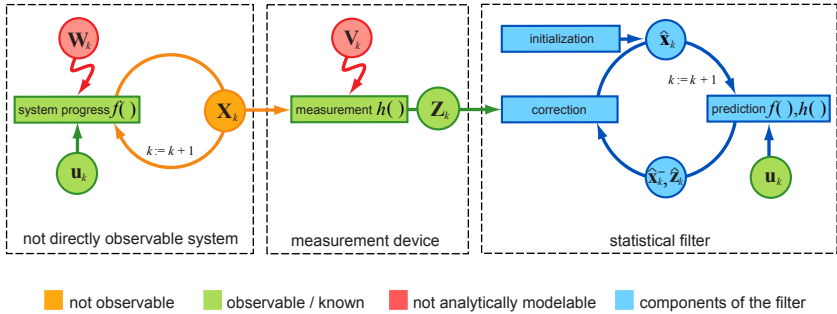 W_k
system progress f( )
X_k
k := k + 1
u_k
not directly observable system
V_k
measurement h( )
Z_k
measurement device
initialization
x̂_k
k := k + 1
correction
prediction f( ), h( )
x̂_k^-, ẑ_k
u_k
statistical filter
not observable
observable / known
not analytically modelable
components of the filter